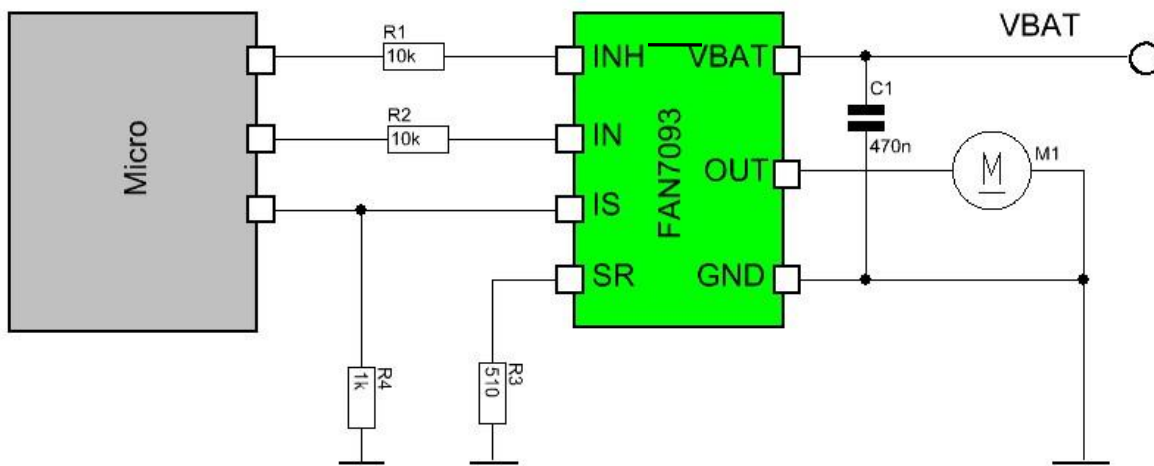 VBAT
R1
10k
INH
VBAT
C1
470n
R2
10k
IN
Micro
FAN7093
OUT
M
M1
IS
SR
GND
R4
1k
R3
510